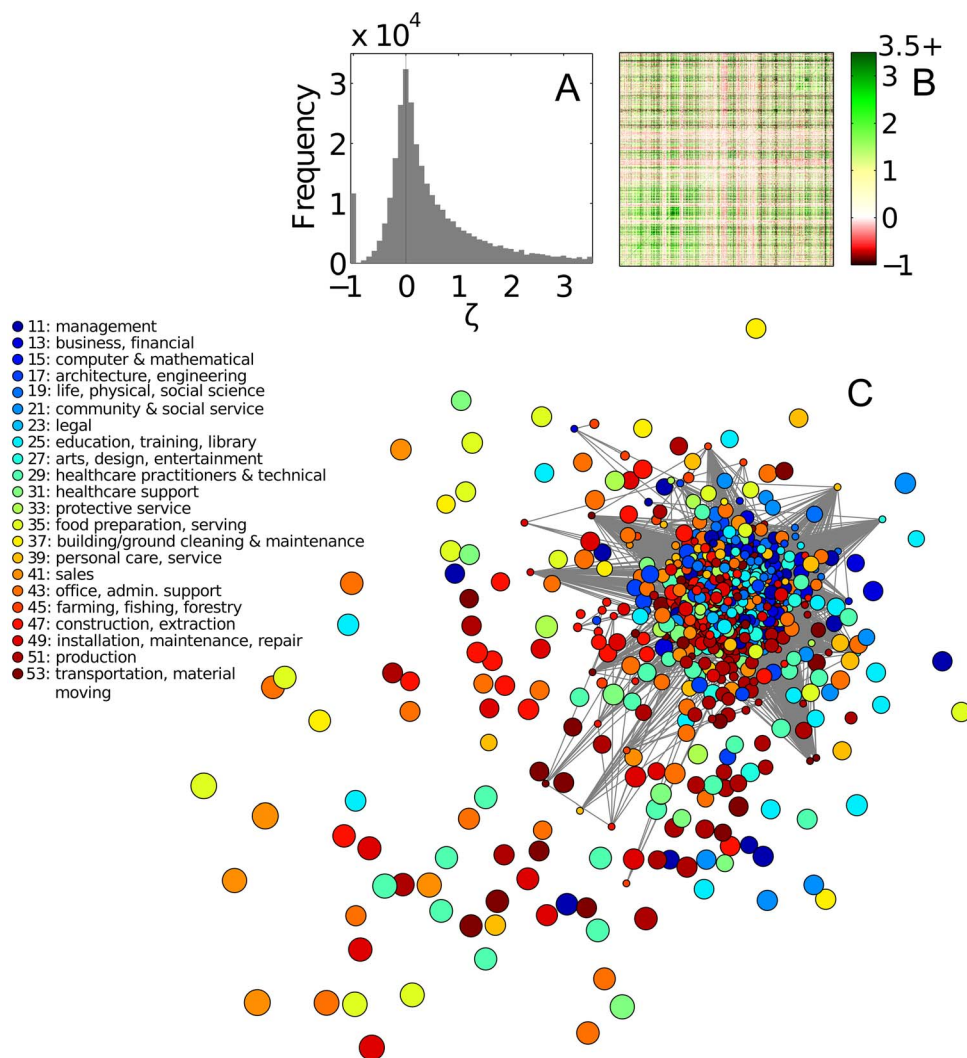 x 10^4
3
2
1
0
Frequency
A
-1 0 1 2 3
ζ
B
3.5+
3
2
1
0
-1
11: management
13: business, financial
15: computer & mathematical
17: architecture, engineering
19: life, physical, social science
21: community & social service
23: legal
25: education, training, library
27: arts, design, entertainment
29: healthcare practitioners & technical
31: healthcare support
33: protective service
35: food preparation, serving
37: building/ground cleaning & maintenance
39: personal care, service
41: sales
43: office, admin. support
45: farming, fishing, forestry
47: construction, extraction
49: installation, maintenance, repair
51: production
53: transportation, material
moving
C